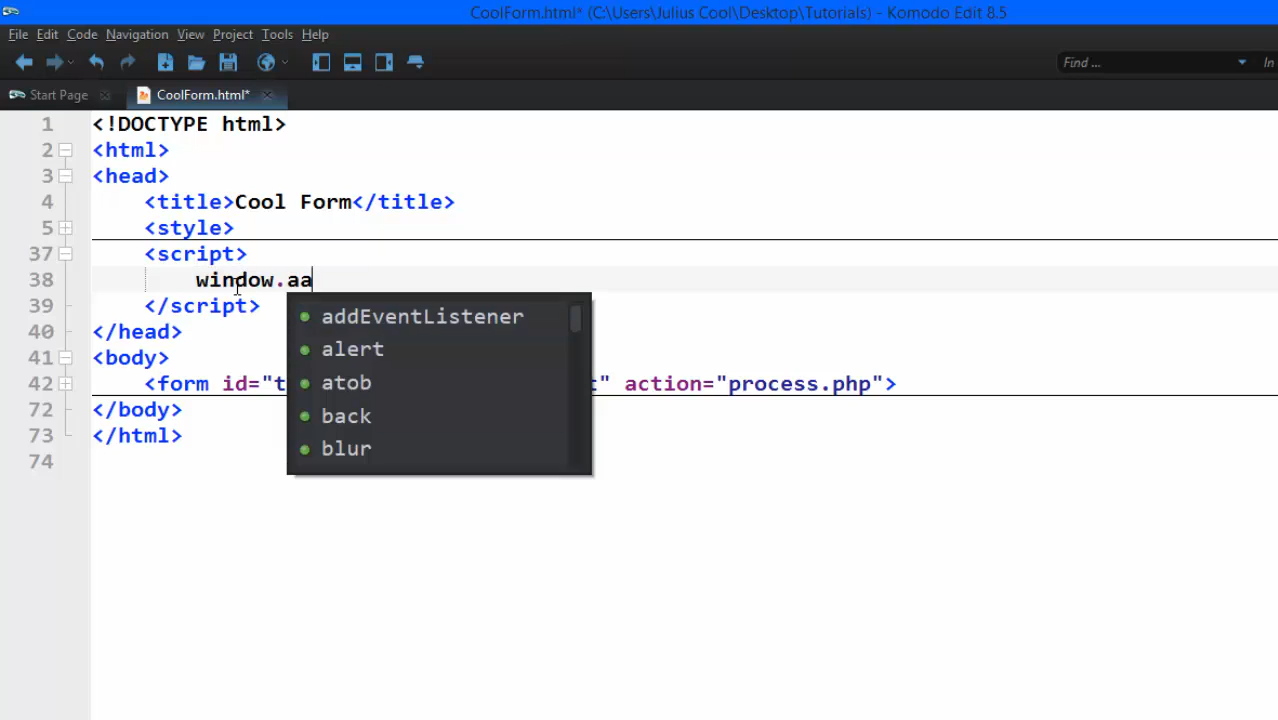 CoolForm.html* (C:\Users\Julius Cool\Desktop\Tutorials) - Komodo Edit 8.5
File Edit Code Navigation View Project Tools Help
Find ... In
Start Page CoolForm.html*
1 <!DOCTYPE html>
2 <html>
3 <head>
4 <title>Cool Form</title>
5 <style>
37 <script>
38 window.aa
39 </script>
addEventListener
40 </head>
alert
41 <body>
42 <form id="t t" action="process.php">
atob
72 </body>
back
73 </html>
blur
74